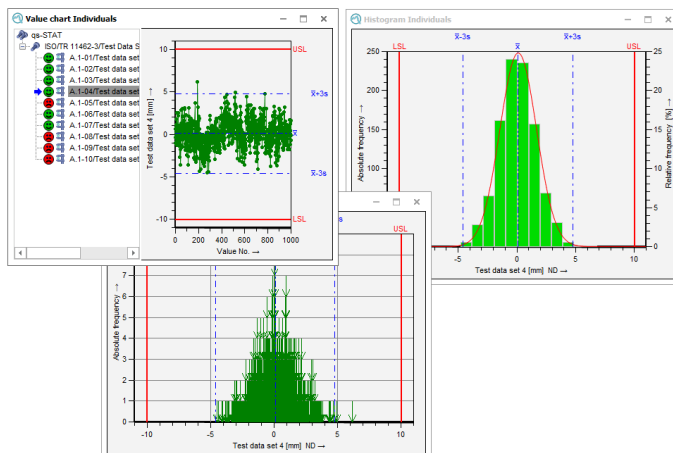 Value chart Individuals
qs-STAT
ISO/TR 11462-3/Test Data S
A.1-01/Test data set
A.1-02/Test data set
A.1-03/Test data set
A.1-04/Test data set
A.1-05/Test data set
A.1-06/Test data set
A.1-07/Test data set
A.1-08/Test data set
A.1-09/Test data set
A.1-10/Test data set
Test data set 4 [mm] →
10
5
0
-5
-10
USL
x̿+3s
x̿
x̿-3s
LSL
0 200 400 600 800 1000
Value No. →
Histogram Individuals
LSL x̿-3s x̿ x̿+3s USL
Absolute frequency →
250
200
150
100
Relative frequency [%] →
25
20
15
10
5
0
-5 0 5 10
Test data set 4 [mm] ND →
USL
Absolute frequency →
7
6
5
4
3
2
1
0
-10 -5 0 5 10
Test data set 4 [mm] ND →